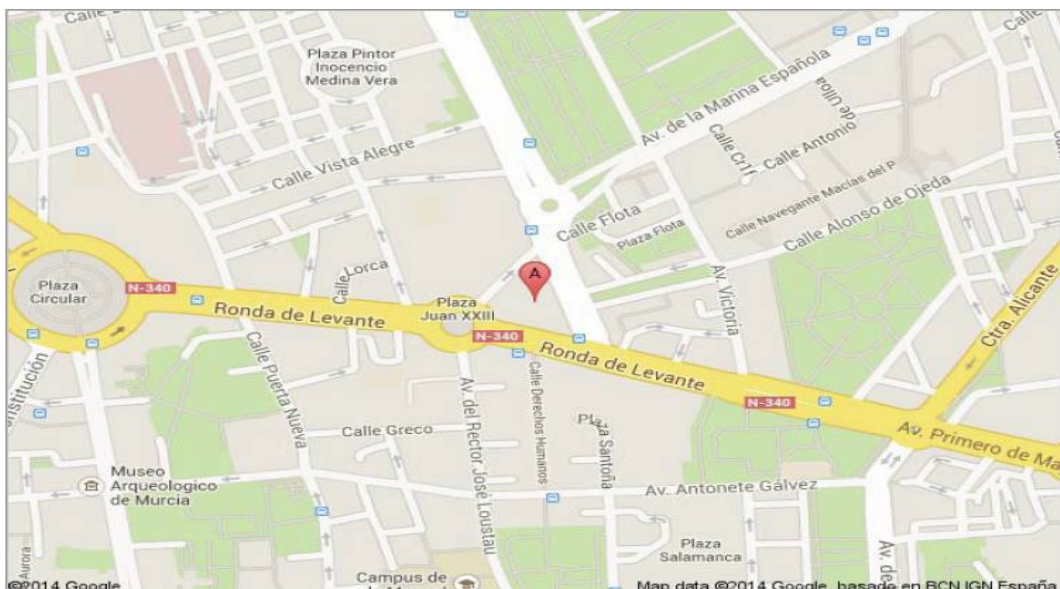 Calle
Plaza Pintor
Inocencio
Medina Vera
Calle
Av. de la Marina Española
de Ulloa
Calle Antonio
Calle Vista Alegre
Calle Navegante Macías del P
Calle Alonso de Ojeda
Calle Flota
Plaza Flota
A
Plaza
Circular
N-340
Calle Lorca
Plaza
Juan XXIII
Av. Victoria
Ctra. Alicante
Ronda de Levante
N-340
Ronda de Levante
N-340
Calle Puerta Nueva
Av. del Rector José Loustau
Calle Derechos Humanos
Plaza Santoña
Calle Greco
Av. Primero de Ma
Museo
Arqueologico
de Murcia
Av. Antonete Gálvez
Plaza
Salamanca
Av. de
Aurora
Campus de
©2014 Google
Map data ©2014 Google, basado en BCN IGN España